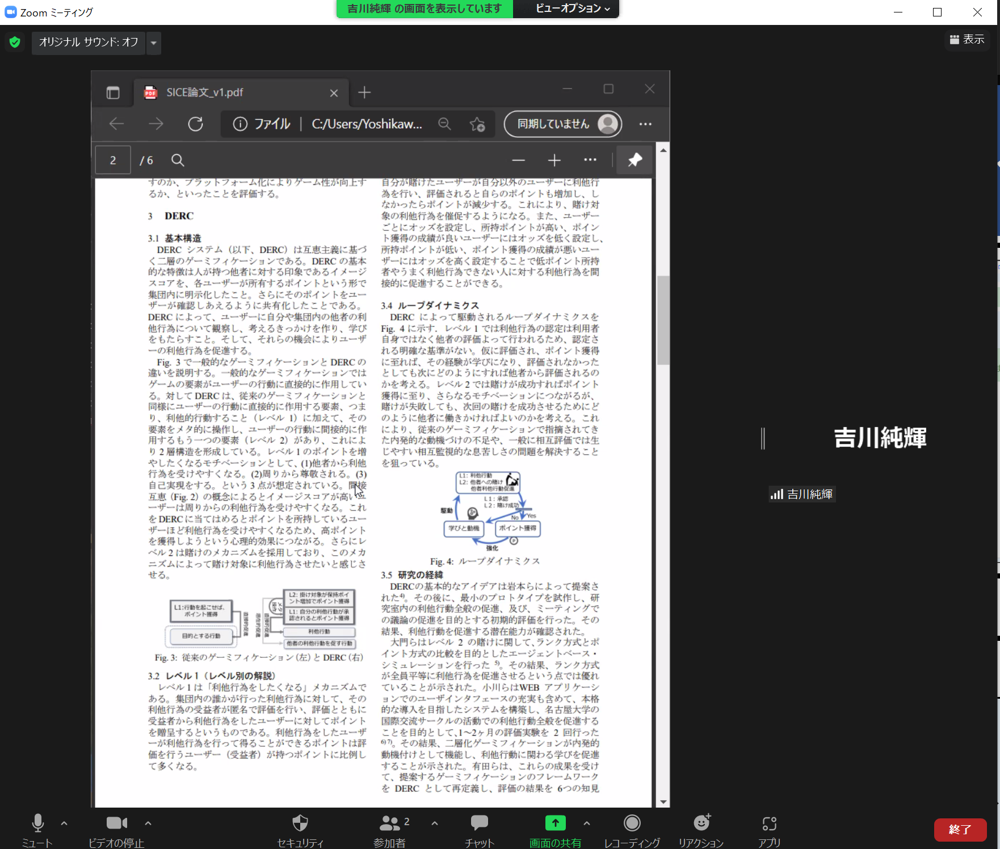 Zoom ミーティング
吉川純輝 の画面を表示しています
ビューオプション
オリジナル サウンド: オフ
表示
SICE論文_v1.pdf
ファイル
C:/Users/Yoshikaw...
同期していません
2
/ 6
すのか、プラットフォーム化によりゲーム性が向上す
るか、といったことを評価する。
3 DERC
3.1 基本構造
DERC システム（以下、DERC）は互恵主義に基づ
く二層のゲーミフィケーションである。DERC の基本
的な特徴は人が持つ他者に対する印象であるイメージ
スコアを、各ユーザーが所有するポイントという形で
集団内に明示化したこと。さらにそのポイントをユー
ザーが確認しあえるように共有化したことである。
DERC によって、ユーザーに自分や集団内の他者の利
他行為について観察し、考えるきっかけを作り、学び
をもたらすこと。そして、それらの機会によりユーザ
ーの利他行為を促進する。
Fig. 3 で一般的なゲーミフィケーションと DERC の
違いを説明する。一般的なゲーミフィケーションでは
ゲームの要素がユーザーの行動に直接的に作用してい
る。対して DERC は、従来のゲーミフィケーションと
同様にユーザーの行動に直接的に作用する要素、つま
り、利他的行動すること（レベル 1）に加えて、その
要素をメタ的に操作し、ユーザーの行動に間接的に作
用するもう一つの要素（レベル 2）があり、これによ
り 2 層構造を形成している。レベル 1 のポイントを増
やしたくなるモチベーションとして、(1)他者から利他
行為を受けやすくなる。(2)周りから尊敬される。(3)
自己実現をする。という 3 点が想定されている。間接
互恵（Fig. 2）の概念によるとイメージスコアが高いユ
ーザーは周りからの利他行為を受けやすくなる。これ
を DERC に当てはめるとポイントを所持しているユー
ザーほど利他行為を受けやすくなるため、高ポイント
を獲得しようという心理的効果につながる。さらにレ
ベル 2 は賭けのメカニズムを採用しており、このメカ
ニズムによって賭け対象に利他行為させたいと感じさ
せる。
L1:行動を起こせば、
ポイント獲得
目的とする行動
直接的促進
潜在的促進
直接的促進
メタ
操作
L2: 掛け対象が保持ポイ
ント増加でポイント獲得
L1: 自分の利他行動が承
認されるとポイント獲得
利他行動
他者の利他行動を促す行動
Fig. 3: 従来のゲーミフィケーション（左）と DERC（右）
3.2 レベル 1（レベル別の解説）
レベル 1 は「利他行為をしたくなる」メカニズムで
ある。集団内の誰かが行った利他行為に対して、その
利他行為の受益者が匿名で評価を行い、評価とともに
受益者から利他行為をしたユーザーに対してポイント
を贈呈するというものである。利他行為をしたユーザ
ーが利他行為を行って得ることができるポイントは評
価を行うユーザー（受益者）が持つポイントに比例し
て多くなる。
自分が賭けたユーザーが自分以外のユーザーに利他行
為を行い、評価されると自らのポイントも増加し、し
なかったらポイントが減少する。これにより、賭け対
象の利他行為を催促するようになる。また、ユーザー
ごとにオッズを設定し、所持ポイントが高い、ポイン
ト獲得の成績が良いユーザーにはオッズを低く設定し、
所持ポイントが低い、ポイント獲得の成績が悪いユー
ザーにはオッズを高く設定することで低ポイント所持
者やうまく利他行為できない人に対する利他行為を間
接的に促進することができる。
3.4 ループダイナミクス
DERC によって駆動されるループダイナミクスを
Fig. 4 に示す．レベル 1 では利他行為の認定は利用者
自身ではなく他者の評価よって行われるため、認定さ
れる明確な基準がない。仮に評価され、ポイント獲得
に至れば、その経験が学びになり、評価されなかった
としても次にどのようにすれば他者から評価されるの
かを考える。レベル 2 では賭けが成功すればポイント
獲得に至り、さらなるモチベーションにつながるが、
賭けが失敗しても、次回の賭けを成功させるためにど
のように他者に働きかければよいのかを考える。これ
により、従来のゲーミフィケーションで指摘されてき
た内発的な動機づけの不足や、一般に相互評価では生
じやすい相互監視的な息苦しさの問題を解決すること
を狙っている。
L1: 利他行動
L2: 他者への賭け
他者利他行動促進
L1：承認
L2：賭け成功
駆動
No
Yes
学びと動機
ポイント獲得
P
強化
Fig. 4: ループダイナミクス
3.5 研究の経緯
DERCの基本的なアイデアは岩本らによって提案さ
れた4)。その後に、最小のプロトタイプを試作し、研
究室内の利他行動全般の促進、及び、ミーティングで
の議論の促進を目的とする初期的評価を行った。その
結果、利他行動を促進する潜在能力が確認された。
大門らはレベル 2 の賭けに関して、ランク方式とポ
イント方式の比較を目的としたエージェントベース・
シミュレーションを行った 5)。その結果、ランク方式
が全員平等に利他行為を促進させるという点では優れ
ていることが示された。小川らはWEB アプリケーシ
ョンでのユーザインタフェースの充実も含めて、本格
的な導入を目指したシステムを構築し、名古屋大学の
国際交流サークルの活動での利他行動全般を促進する
ことを目的として、1～2ヶ月の評価実験を 2 回行った
6)7)。その結果、二層化ゲーミフィケーションが内発的
動機付けとして機能し、利他行動に関わる学びを促進
することが示された。有田らは、これらの成果を受け
て、提案するゲーミフィケーションのフレームワーク
を DERC として再定義し、評価の結果を 6つの知見
吉川純輝
吉川純輝
ミュート
ビデオの停止
セキュリティ
2
参加者
チャット
画面の共有
レコーディング
リアクション
アプリ
終了